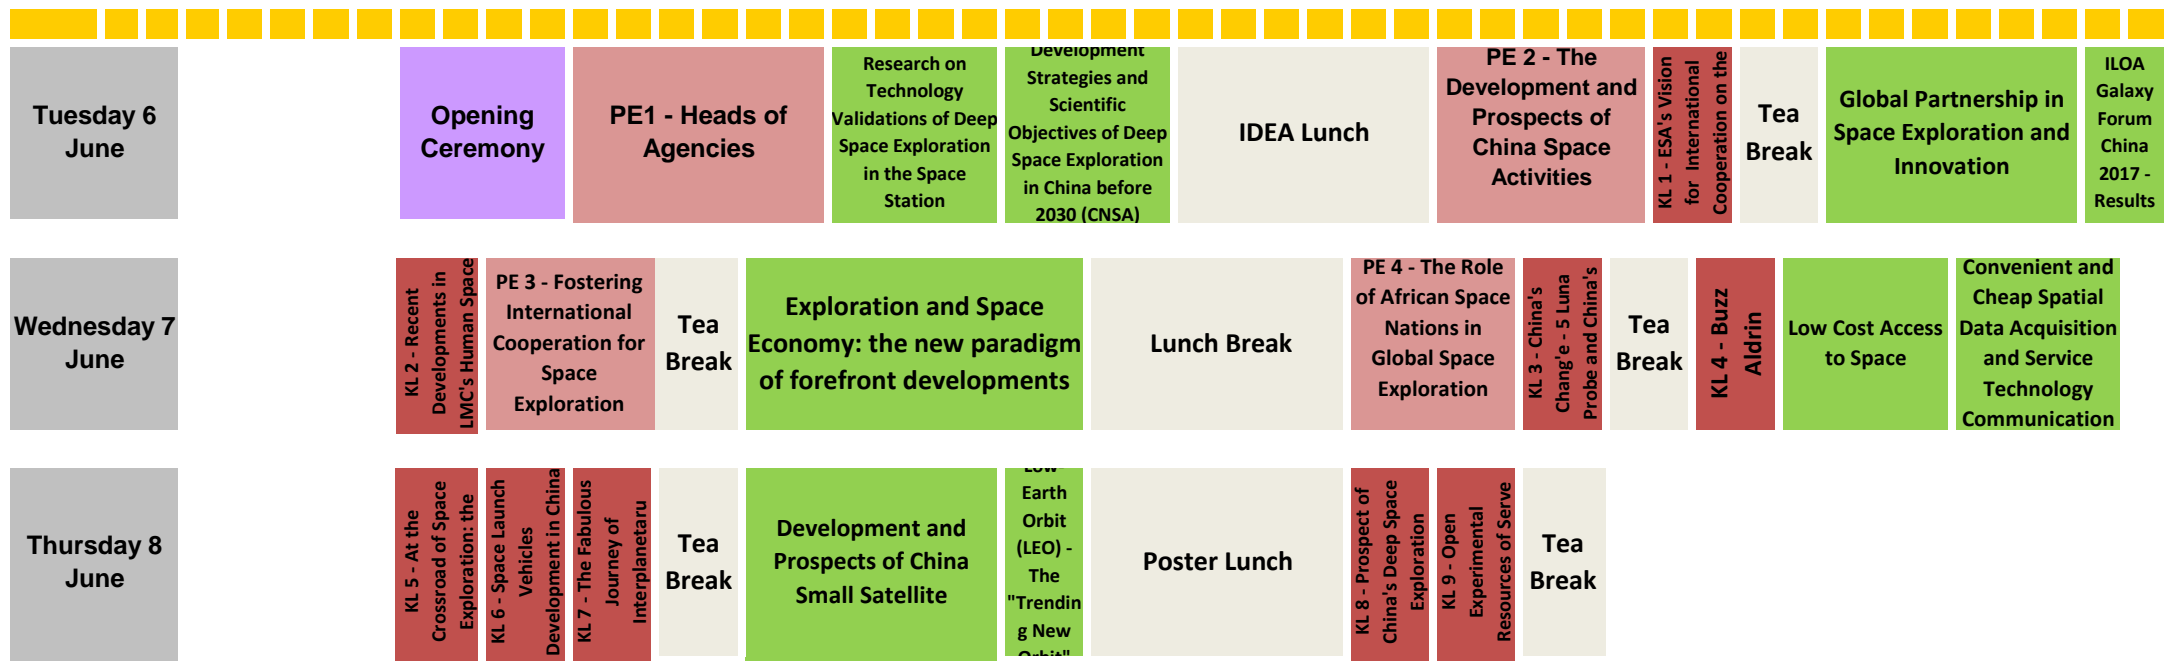 Tuesday 6
June
Opening
Ceremony
PE1 - Heads of
Agencies
Research on
Technology
Validations of Deep
Space Exploration
in the Space
Station
Development
Strategies and
Scientific
Objectives of Deep
Space Exploration
in China before
2030 (CNSA)
IDEA Lunch
PE 2 - The
Development and
Prospects of
China Space
Activities
KL 1 - ESA's Vision
for International
Cooperation on the
Tea
Break
Global Partnership in
Space Exploration and
Innovation
ILOA
Galaxy
Forum
China
2017 -
Results
Wednesday 7
June
KL 2 - Recent
Developments in
LMC's Human Space
PE 3 - Fostering
International
Cooperation for
Space
Exploration
Tea
Break
Exploration and Space
Economy: the new paradigm
of forefront developments
Lunch Break
PE 4 - The Role
of African Space
Nations in
Global Space
Exploration
KL 3 - China's
Chang'e - 5 Luna
Probe and China's
Tea
Break
KL 4 - Buzz
Aldrin
Low Cost Access
to Space
Convenient and
Cheap Spatial
Data Acquisition
and Service
Technology
Communication
Thursday 8
June
KL 5 - At the
Crossroad of Space
Exploration: the
KL 6 - Space Launch
Vehicles
Development in China
KL 7 - The Fabulous
Journey of
Interplanetaru
Tea
Break
Development and
Prospects of China
Small Satellite
Low
Earth
Orbit
(LEO) -
The
"Trendin
g New
Orbit"
Poster Lunch
KL 8 - Prospect of
China's Deep Space
Exploration
KL 9 - Open
Experimental
Resources of Serve
Tea
Break